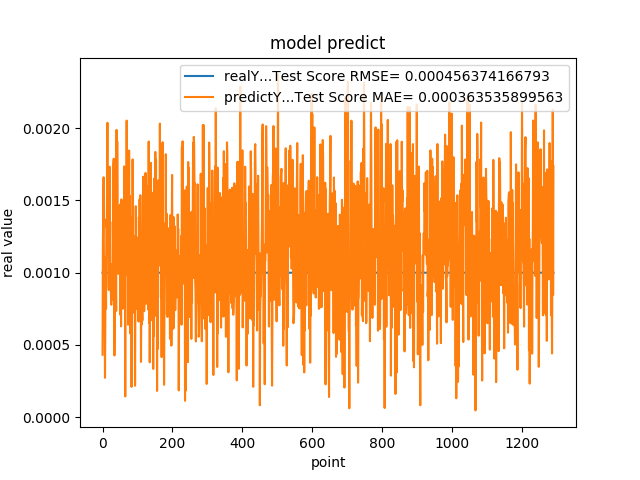 model predict
realY...Test Score RMSE= 0.000456374166793
predictY...Test Score MAE= 0.000363535899563
real value
0.0020
0.0015
0.0010
0.0005
0.0000
0
200
400
600
800
1000
1200
point